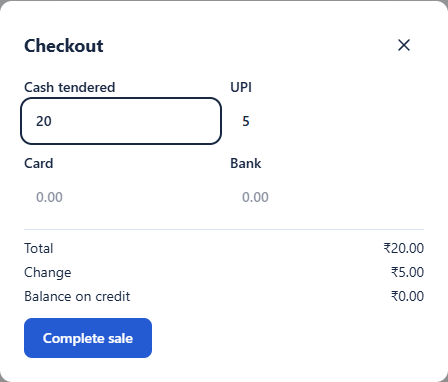 Checkout
Cash tendered UPI
20 5
Card Bank
0.00 0.00
Total ₹20.00
Change ₹5.00
Balance on credit ₹0.00
Complete sale